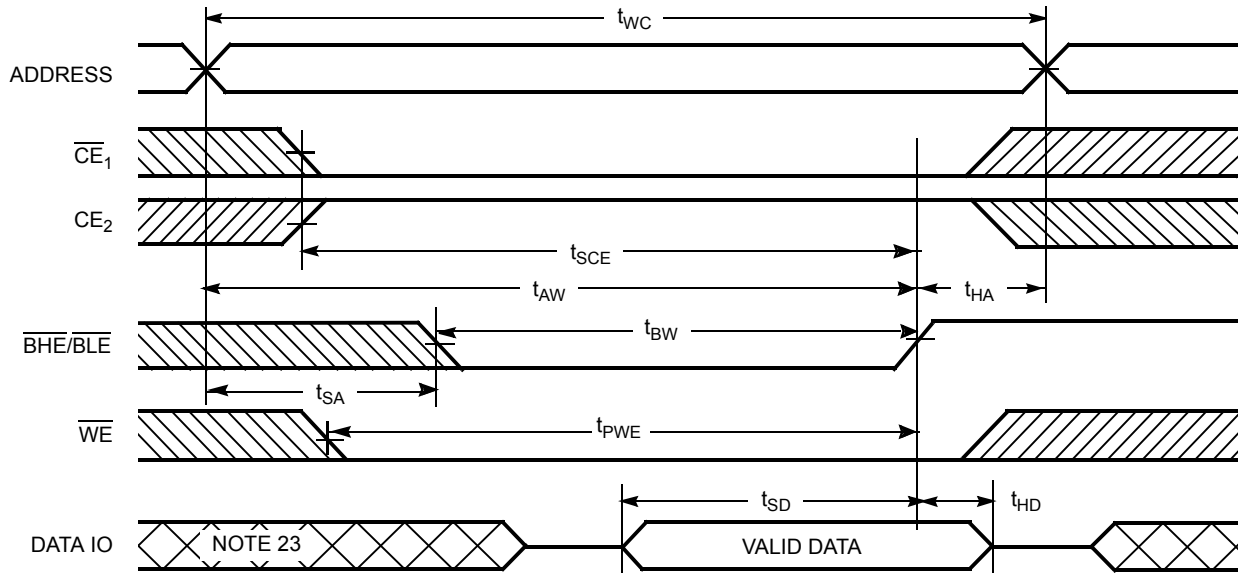 tWC
ADDRESS
CE1
CE2
tSCE
tAW
tHA
BHE/BLE
tBW
tSA
WE
tPWE
tSD
tHD
DATA IO
NOTE 23
VALID DATA